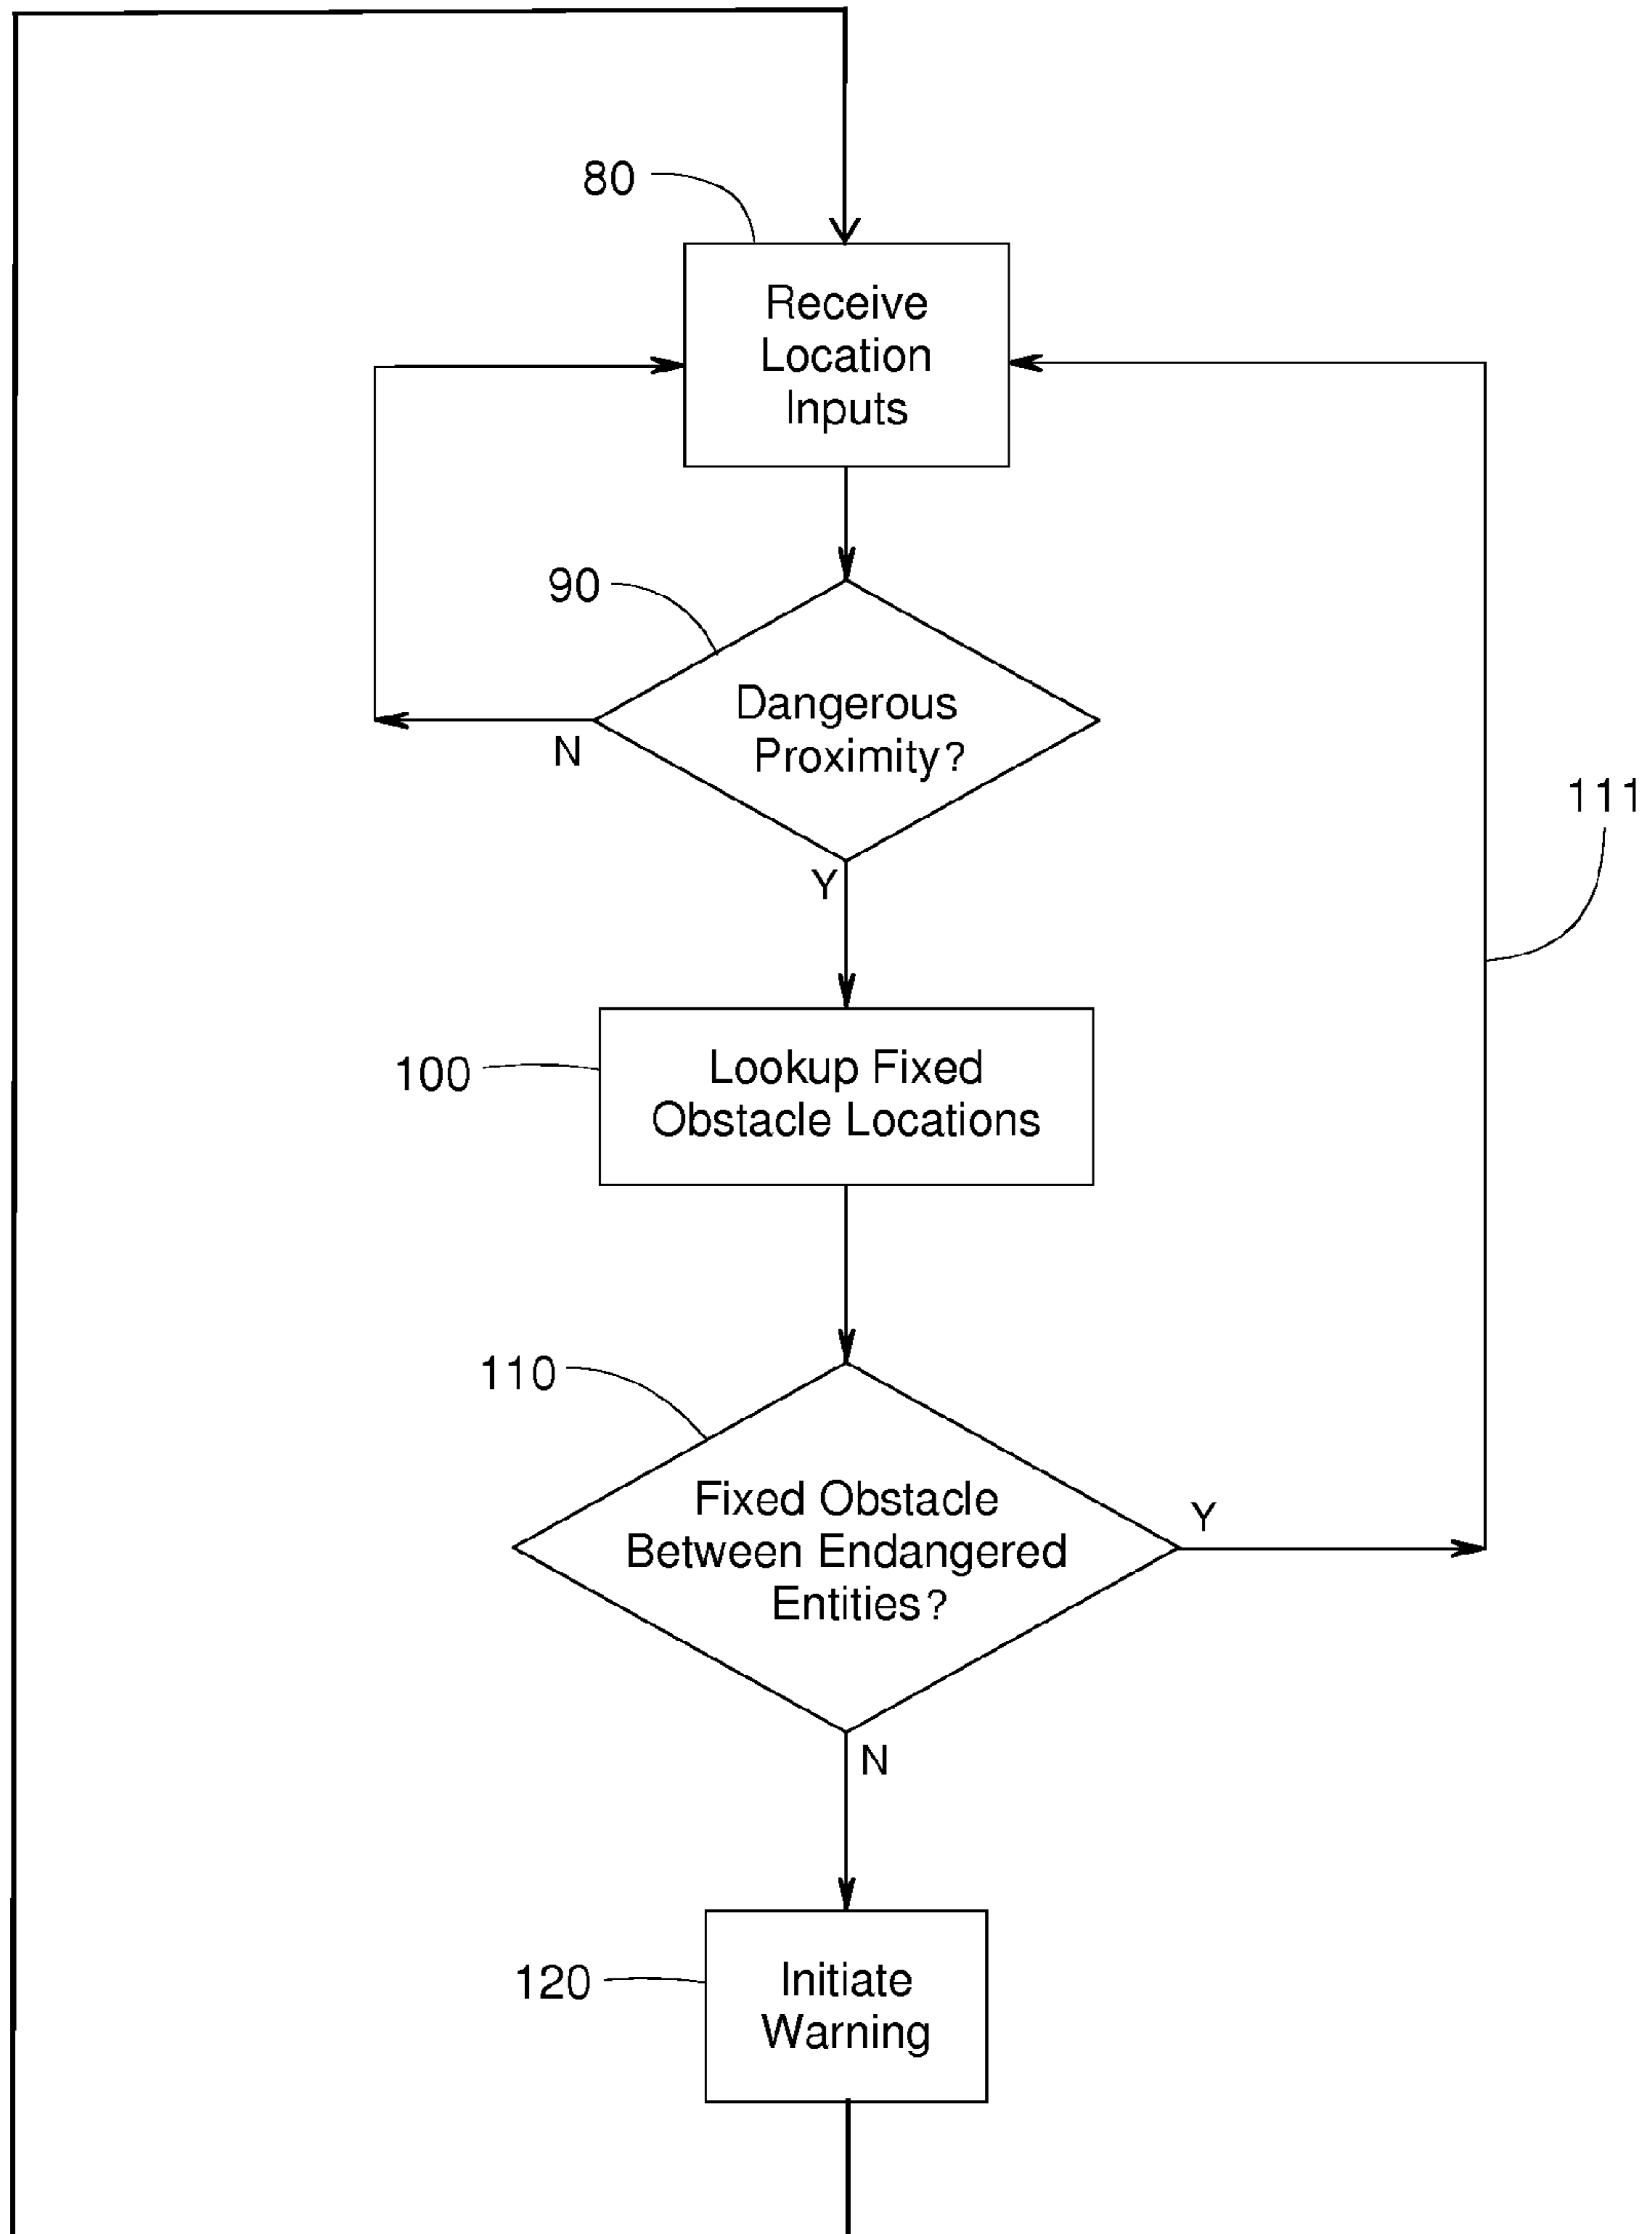 80
Receive
Location
Inputs
90
Dangerous
Proximity?
N
111
Y
100
Lookup Fixed
Obstacle Locations
110
Fixed Obstacle
Between Endangered
Entities?
Y
N
120
Initiate
Warning